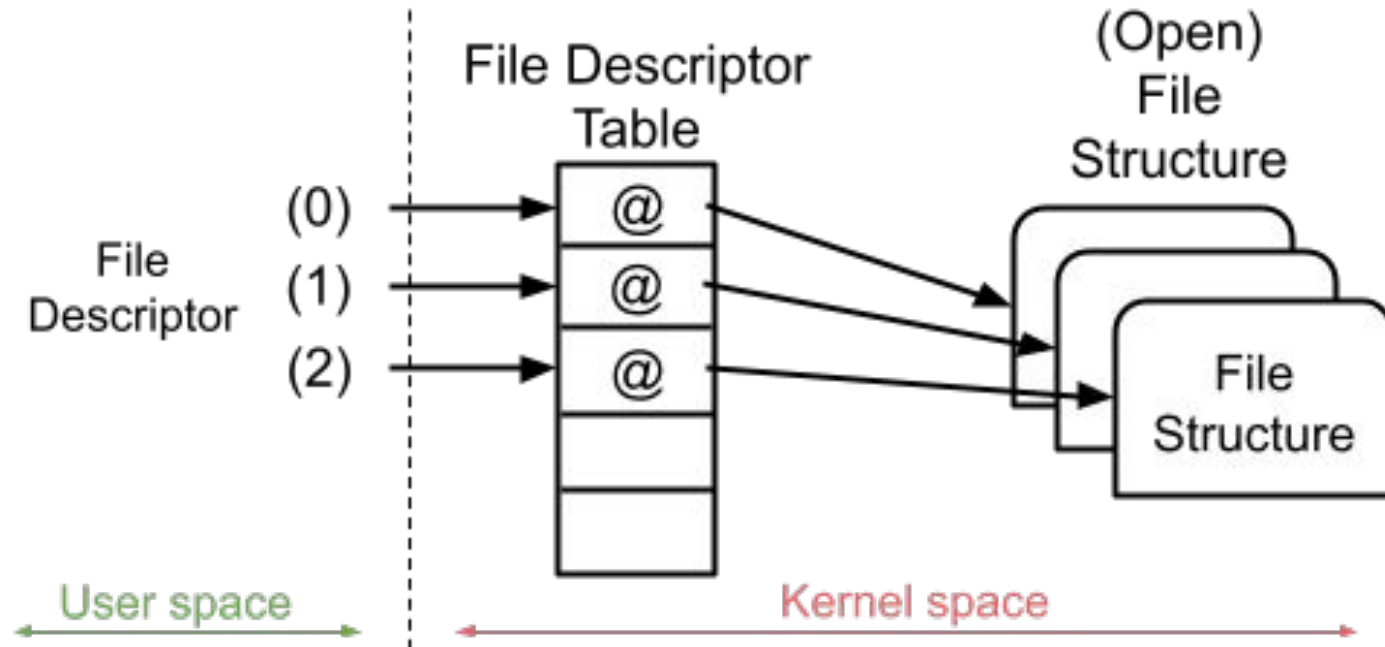 (Open)
File
Structure
File Descriptor
Table
File
Descriptor
(0)
(1)
(2)
@
@
@
File
Structure
User space
Kernel space